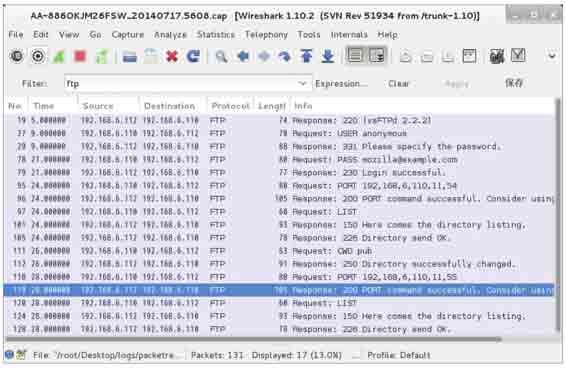 AA-886OKJM26FSW_20140717.5608.cap [Wireshark 1.10.2 (SVN Rev 51934 from /trunk-1.10)]
File Edit View Go Capture Analyze Statistics Telephony Tools Internals Help
Filter: ftp Expression... Clear Apply 保存
No. Time Source Destination Protocol Length Info
19 5.000000 192.168.6.112 192.168.6.110 FTP 74 Response: 220 (vsFTPd 2.2.2)
27 9.000000 192.168.6.110 192.168.6.112 FTP 70 Request: USER anonymous
29 9.000000 192.168.6.112 192.168.6.110 FTP 88 Response: 331 Please specify the password.
78 21.000000 192.168.6.110 192.168.6.112 FTP 80 Request: PASS mozilla@example.com
79 21.000000 192.168.6.112 192.168.6.110 FTP 77 Response: 230 Login successful.
95 24.000000 192.168.6.110 192.168.6.112 FTP 80 Request: PORT 192,168,6,110,11,54
96 24.000000 192.168.6.112 192.168.6.110 FTP 105 Response: 200 PORT command successful. Consider using
97 24.000000 192.168.6.110 192.168.6.112 FTP 60 Request: LIST
101 24.000000 192.168.6.112 192.168.6.110 FTP 93 Response: 150 Here comes the directory listing.
105 24.000000 192.168.6.112 192.168.6.110 FTP 78 Response: 226 Directory send OK.
111 26.000000 192.168.6.110 192.168.6.112 FTP 63 Request: CWD pub
112 26.000000 192.168.6.112 192.168.6.110 FTP 91 Response: 250 Directory successfully changed.
118 28.000000 192.168.6.110 192.168.6.112 FTP 80 Request: PORT 192,168,6,110,11,55
119 28.000000 192.168.6.112 192.168.6.110 FTP 105 Response: 200 PORT command successful. Consider using
120 28.000000 192.168.6.110 192.168.6.112 FTP 60 Request: LIST
124 28.000000 192.168.6.112 192.168.6.110 FTP 93 Response: 150 Here comes the directory listing.
128 28.000000 192.168.6.112 192.168.6.110 FTP 78 Response: 226 Directory send OK.
File: "/root/Desktop/logs/packetre... Packets: 131 Displayed: 17 (13.0%) ... Profile: Default